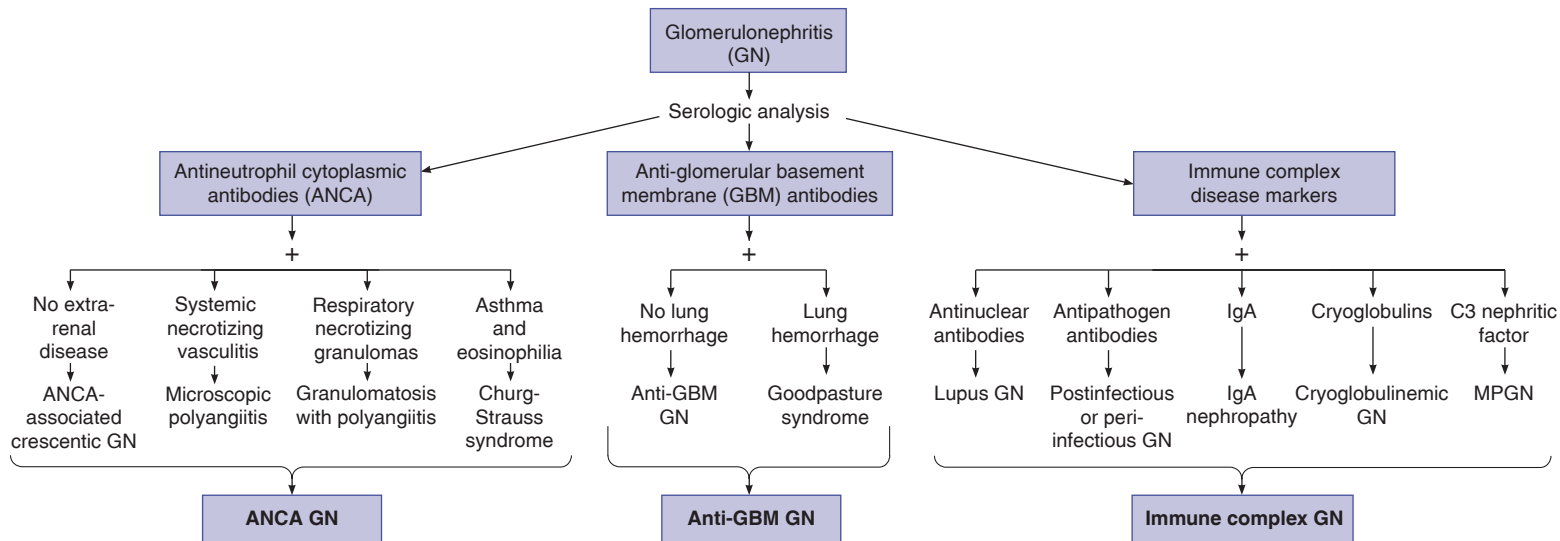 Glomerulonephritis
(GN)
Serologic analysis
Antineutrophil cytoplasmic
antibodies (ANCA)
Anti-glomerular basement
membrane (GBM) antibodies
Immune complex
disease markers
+
+
+
No extra-
renal
disease
Systemic
necrotizing
vasculitis
Respiratory
necrotizing
granulomas
Asthma
and
eosinophilia
No lung
hemorrhage
Lung
hemorrhage
Antinuclear
antibodies
Antipathogen
antibodies
IgA
Cryoglobulins
C3 nephritic
factor
ANCA-
associated
crescentic GN
Microscopic
polyangiitis
Granulomatosis
with polyangiitis
Churg-
Strauss
syndrome
Anti-GBM
GN
Goodpasture
syndrome
Lupus GN
Postinfectious
or peri-
infectious GN
IgA
nephropathy
Cryoglobulinemic
GN
MPGN
ANCA GN
Anti-GBM GN
Immune complex GN